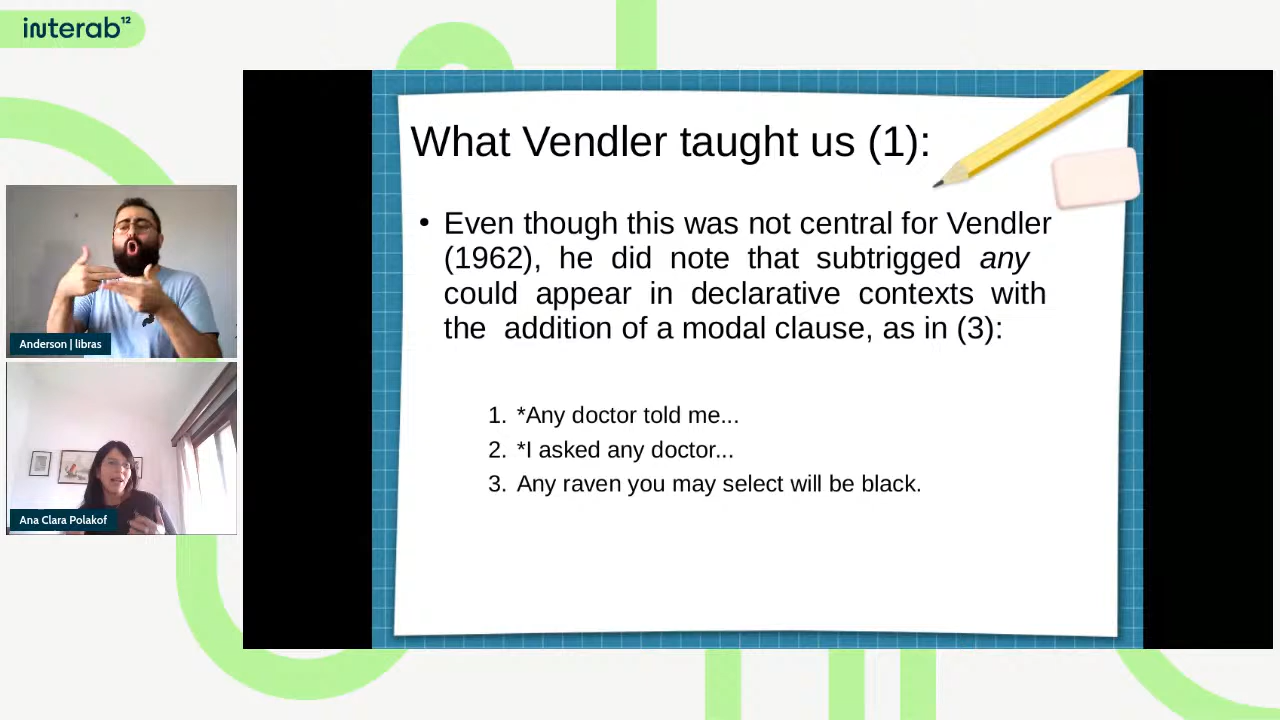 interab¹²
What Vendler taught us (1):
• Even though this was not central for Vendler
(1962), he did note that subtrigged any
could appear in declarative contexts with
the addition of a modal clause, as in (3):
1. *Any doctor told me...
2. *I asked any doctor...
3. Any raven you may select will be black.
Anderson | libras
Ana Clara Polakof